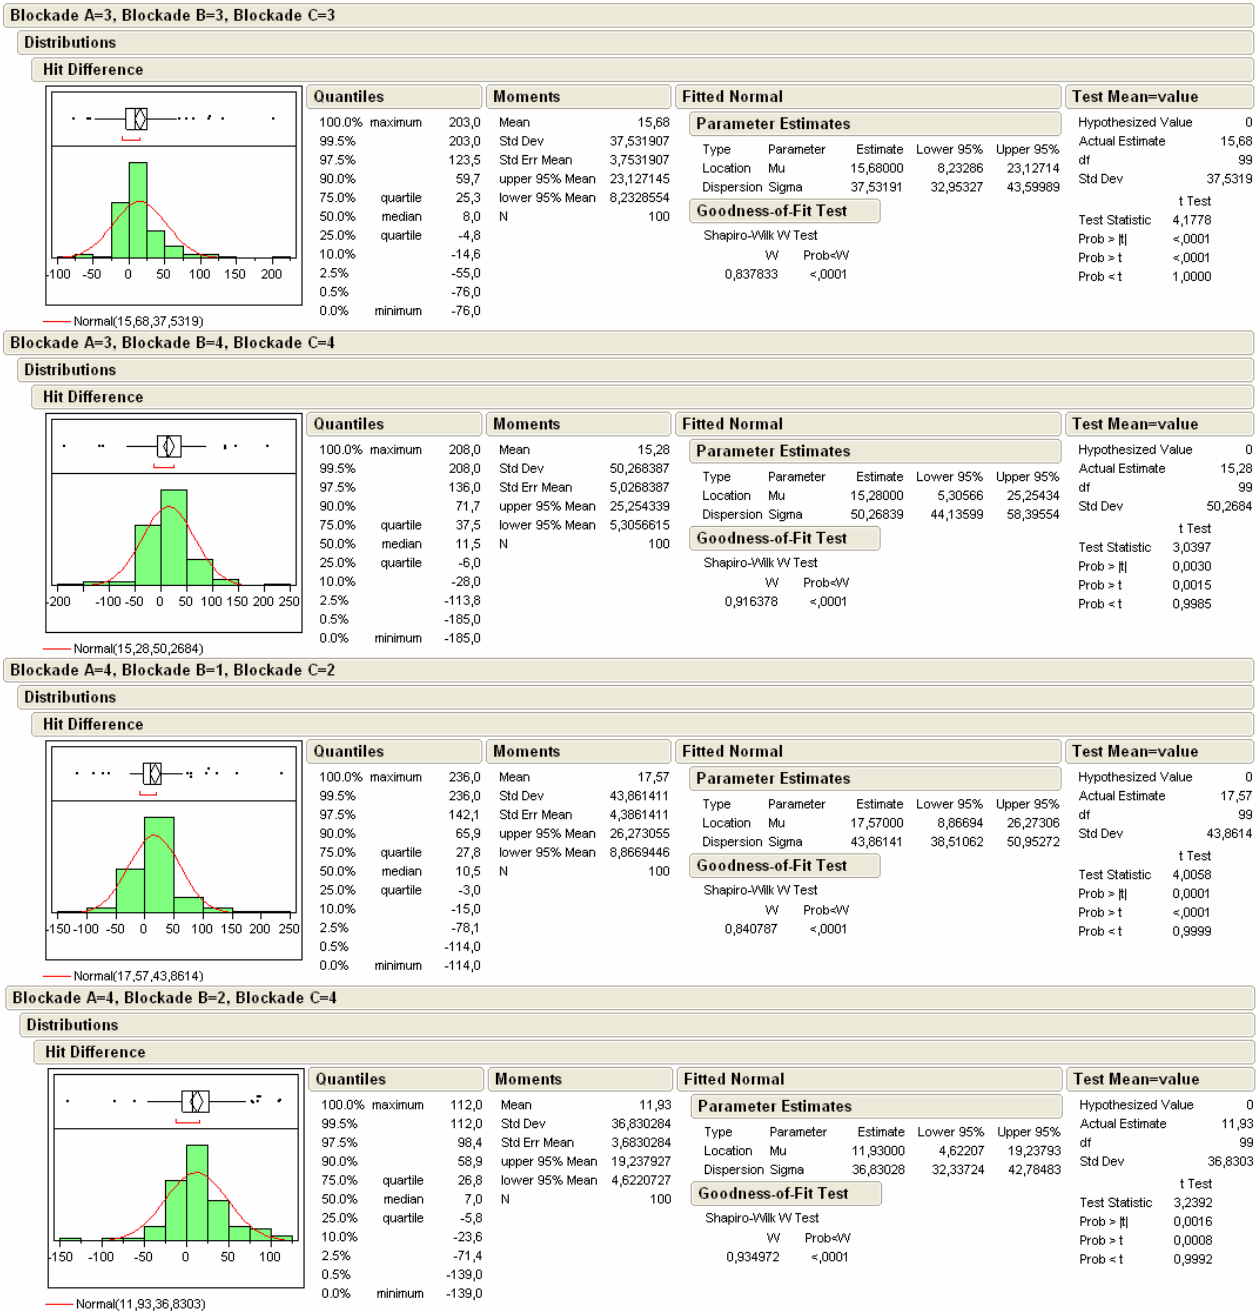 Blockade A=3, Blockade B=3, Blockade C=3
Distributions
Hit Difference
-100 -50 0 50 100 150 200
Normal(15,68,37,5319)
Quantiles
100.0% maximum 203,0
99.5% 203,0
97.5% 123,5
90.0% 59,7
75.0% quartile 25,3
50.0% median 8,0
25.0% quartile -4,8
10.0% -14,6
2.5% -55,0
0.5% -76,0
0.0% minimum -76,0
Moments
Mean 15,68
Std Dev 37,531907
Std Err Mean 3,7531907
upper 95% Mean 23,127145
lower 95% Mean 8,2328554
N 100
Fitted Normal
Parameter Estimates
Type Parameter Estimate Lower 95% Upper 95%
Location Mu 15,68000 8,23286 23,12714
Dispersion Sigma 37,53191 32,95327 43,59989
Goodness-of-Fit Test
Shapiro-Wilk W Test
W Prob<W
0,837833 <,0001
Test Mean=value
Hypothesized Value 0
Actual Estimate 15,68
df 99
Std Dev 37,5319
t Test
Test Statistic 4,1778
Prob > |t| <,0001
Prob > t <,0001
Prob < t 1,0000
Blockade A=3, Blockade B=4, Blockade C=4
Distributions
Hit Difference
-200 -100 -50 0 50 100 150 200 250
Normal(15,28,50,2684)
Quantiles
100.0% maximum 208,0
99.5% 208,0
97.5% 136,0
90.0% 71,7
75.0% quartile 37,5
50.0% median 11,5
25.0% quartile -6,0
10.0% -28,0
2.5% -113,8
0.5% -185,0
0.0% minimum -185,0
Moments
Mean 15,28
Std Dev 50,268387
Std Err Mean 5,0268387
upper 95% Mean 25,254339
lower 95% Mean 5,3056615
N 100
Fitted Normal
Parameter Estimates
Type Parameter Estimate Lower 95% Upper 95%
Location Mu 15,28000 5,30566 25,25434
Dispersion Sigma 50,26839 44,13599 58,39554
Goodness-of-Fit Test
Shapiro-Wilk W Test
W Prob<W
0,916378 <,0001
Test Mean=value
Hypothesized Value 0
Actual Estimate 15,28
df 99
Std Dev 50,2684
t Test
Test Statistic 3,0397
Prob > |t| 0,0030
Prob > t 0,0015
Prob < t 0,9985
Blockade A=4, Blockade B=1, Blockade C=2
Distributions
Hit Difference
-150 -100 -50 0 50 100 150 200 250
Normal(17,57,43,8614)
Quantiles
100.0% maximum 236,0
99.5% 236,0
97.5% 142,1
90.0% 65,9
75.0% quartile 27,8
50.0% median 10,5
25.0% quartile -3,0
10.0% -15,0
2.5% -78,1
0.5% -114,0
0.0% minimum -114,0
Moments
Mean 17,57
Std Dev 43,861411
Std Err Mean 4,3861411
upper 95% Mean 26,273055
lower 95% Mean 8,8669446
N 100
Fitted Normal
Parameter Estimates
Type Parameter Estimate Lower 95% Upper 95%
Location Mu 17,57000 8,86694 26,27306
Dispersion Sigma 43,86141 38,51062 50,95272
Goodness-of-Fit Test
Shapiro-Wilk W Test
W Prob<W
0,840787 <,0001
Test Mean=value
Hypothesized Value 0
Actual Estimate 17,57
df 99
Std Dev 43,8614
t Test
Test Statistic 4,0058
Prob > |t| 0,0001
Prob > t <,0001
Prob < t 0,9999
Blockade A=4, Blockade B=2, Blockade C=4
Distributions
Hit Difference
-150 -100 -50 0 50 100
Normal(11,93,36,8303)
Quantiles
100.0% maximum 112,0
99.5% 112,0
97.5% 98,4
90.0% 58,9
75.0% quartile 26,8
50.0% median 7,0
25.0% quartile -5,8
10.0% -23,6
2.5% -71,4
0.5% -139,0
0.0% minimum -139,0
Moments
Mean 11,93
Std Dev 36,830284
Std Err Mean 3,6830284
upper 95% Mean 19,237927
lower 95% Mean 4,6220727
N 100
Fitted Normal
Parameter Estimates
Type Parameter Estimate Lower 95% Upper 95%
Location Mu 11,93000 4,62207 19,23793
Dispersion Sigma 36,83028 32,33724 42,78483
Goodness-of-Fit Test
Shapiro-Wilk W Test
W Prob<W
0,934972 <,0001
Test Mean=value
Hypothesized Value 0
Actual Estimate 11,93
df 99
Std Dev 36,8303
t Test
Test Statistic 3,2392
Prob > |t| 0,0016
Prob > t 0,0008
Prob < t 0,9992